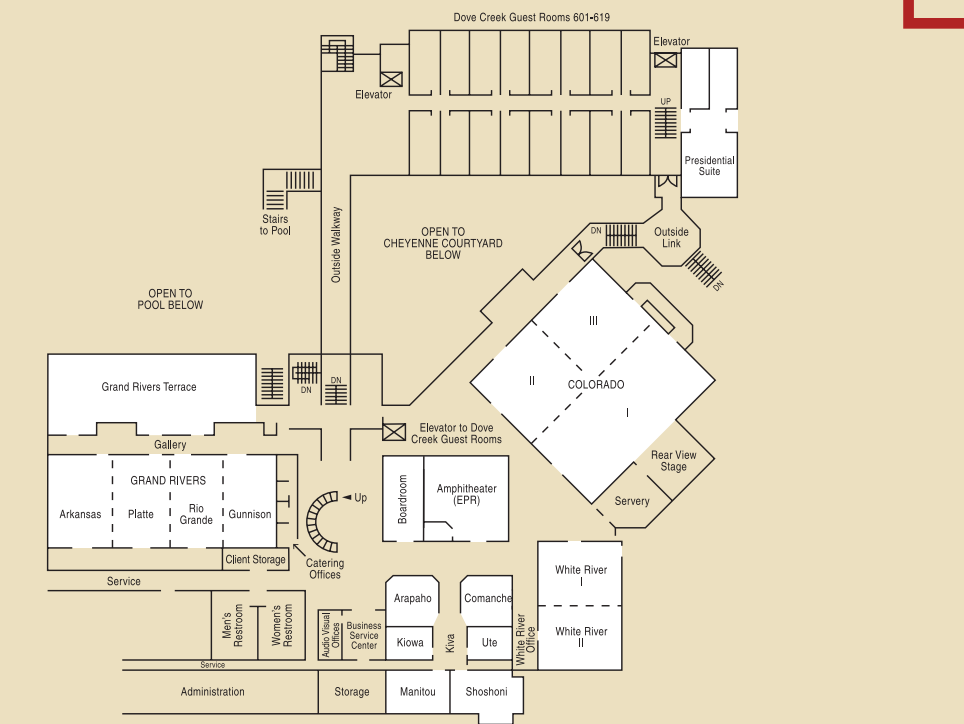 Dove Creek Guest Rooms 601-619
Elevator
Elevator
UP
Presidential
Suite
Stairs
to Pool
Outside Walkway
OPEN TO
CHEYENNE COURTYARD
BELOW
DN
Outside
Link
DN
OPEN TO
POOL BELOW
III
II
COLORADO
I
Grand Rivers Terrace
DN
DN
Elevator to Dove
Creek Guest Rooms
Gallery
Rear View
Stage
Servery
GRAND RIVERS
Arkansas
Platte
Rio
Grande
Gunnison
Up
Boardroom
Amphitheater
(EPR)
Client Storage
Catering
Offices
Service
White River
I
White River
II
Men's
Restroom
Women's
Restroom
Audio Visual
Offices
Business
Service
Center
Arapaho
Comanche
Kiowa
Kiva
Ute
White River
Office
Service
Administration
Storage
Manitou
Shoshoni